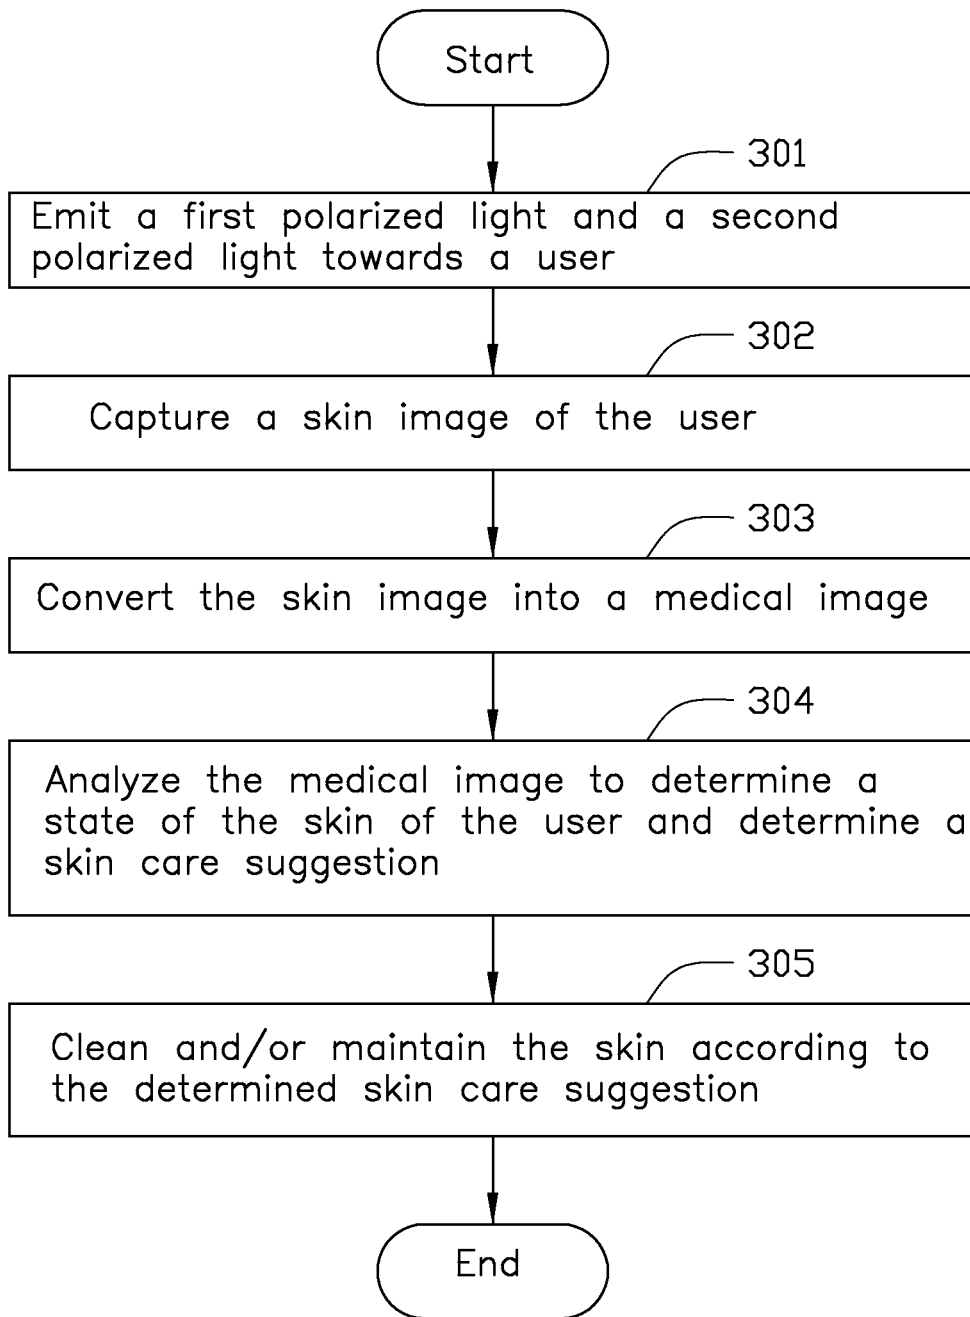 Start
301
Emit a first polarized light and a second
polarized light towards a user
302
Capture a skin image of the user
303
Convert the skin image into a medical image
304
Analyze the medical image to determine a
state of the skin of the user and determine a
skin care suggestion
305
Clean and/or maintain the skin according to
the determined skin care suggestion
End